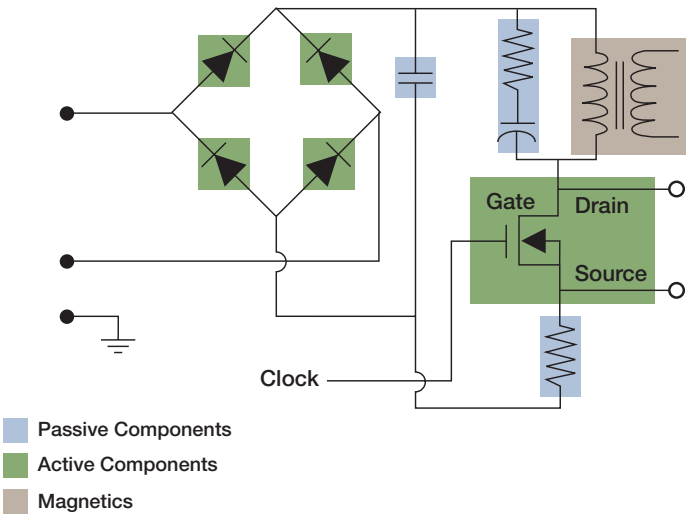 Gate
Drain
Source
Clock
Passive Components
Active Components
Magnetics